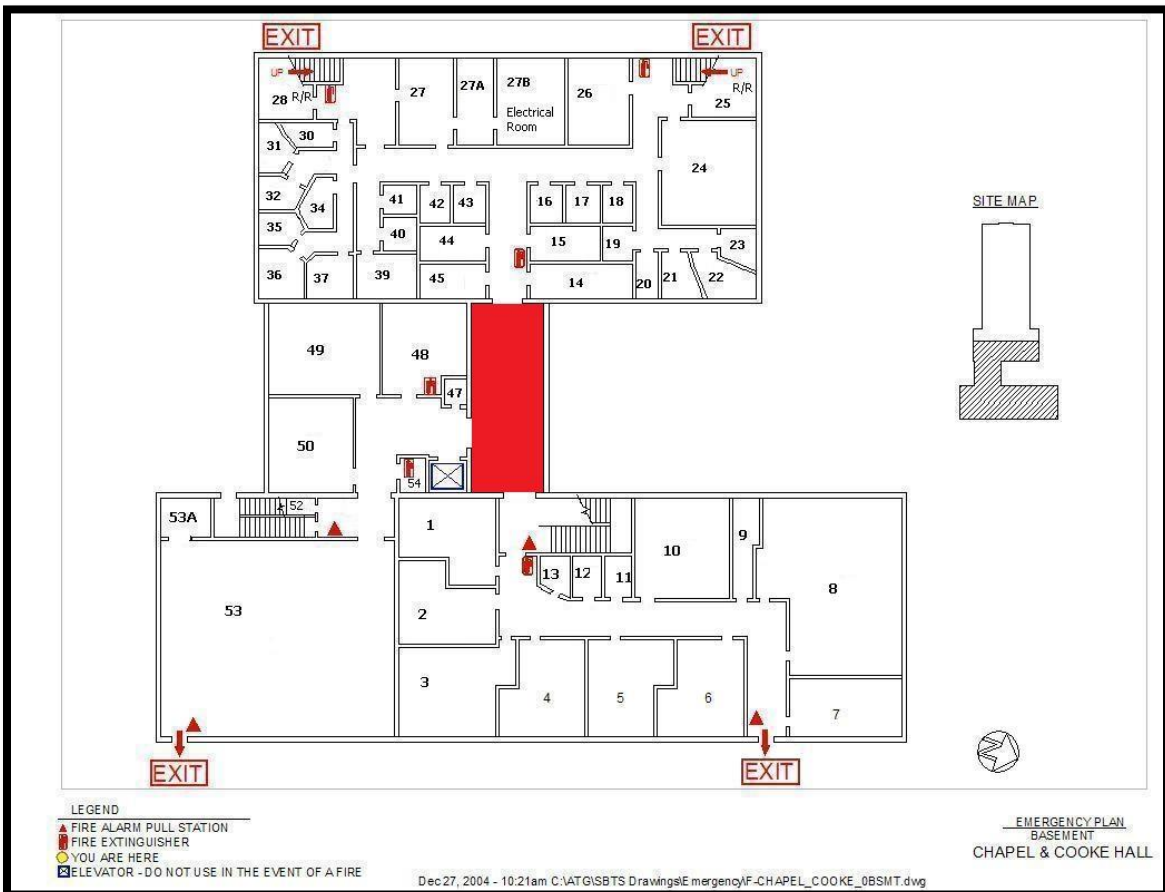 EXIT EXIT
UP UP
28 R/R 27 27A 27B 26 R/R
25
Electrical
Room
30
31
24
32 34 41 42 43 16 17 18
35 40 44 15 19 23
36 37 39 45 14 20 21 22
SITE MAP
49 48
47
50
54
53A 52 1 10 9
13 12 11 8
53 2
3 4 5 6 7
EXIT EXIT
LEGEND
FIRE ALARM PULL STATION
FIRE EXTINGUISHER
YOU ARE HERE
ELEVATOR - DO NOT USE IN THE EVENT OF A FIRE
Dec 27, 2004 - 10:21am C:\ATG\SBTS Drawings\Emergency\F-CHAPEL_COOKE_0BSMT.dwg
EMERGENCY PLAN
BASEMENT
CHAPEL & COOKE HALL
N